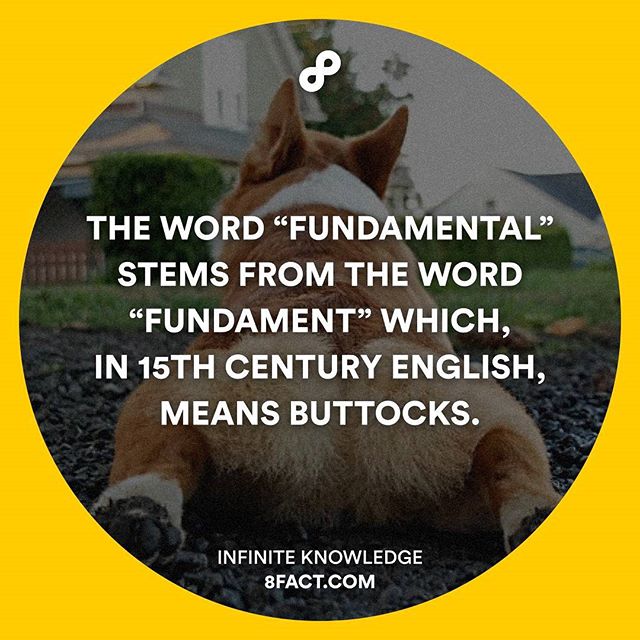 THE WORD “FUNDAMENTAL”
STEMS FROM THE WORD
“FUNDAMENT” WHICH,
IN 15TH CENTURY ENGLISH,
MEANS BUTTOCKS.
INFINITE KNOWLEDGE
8FACT.COM